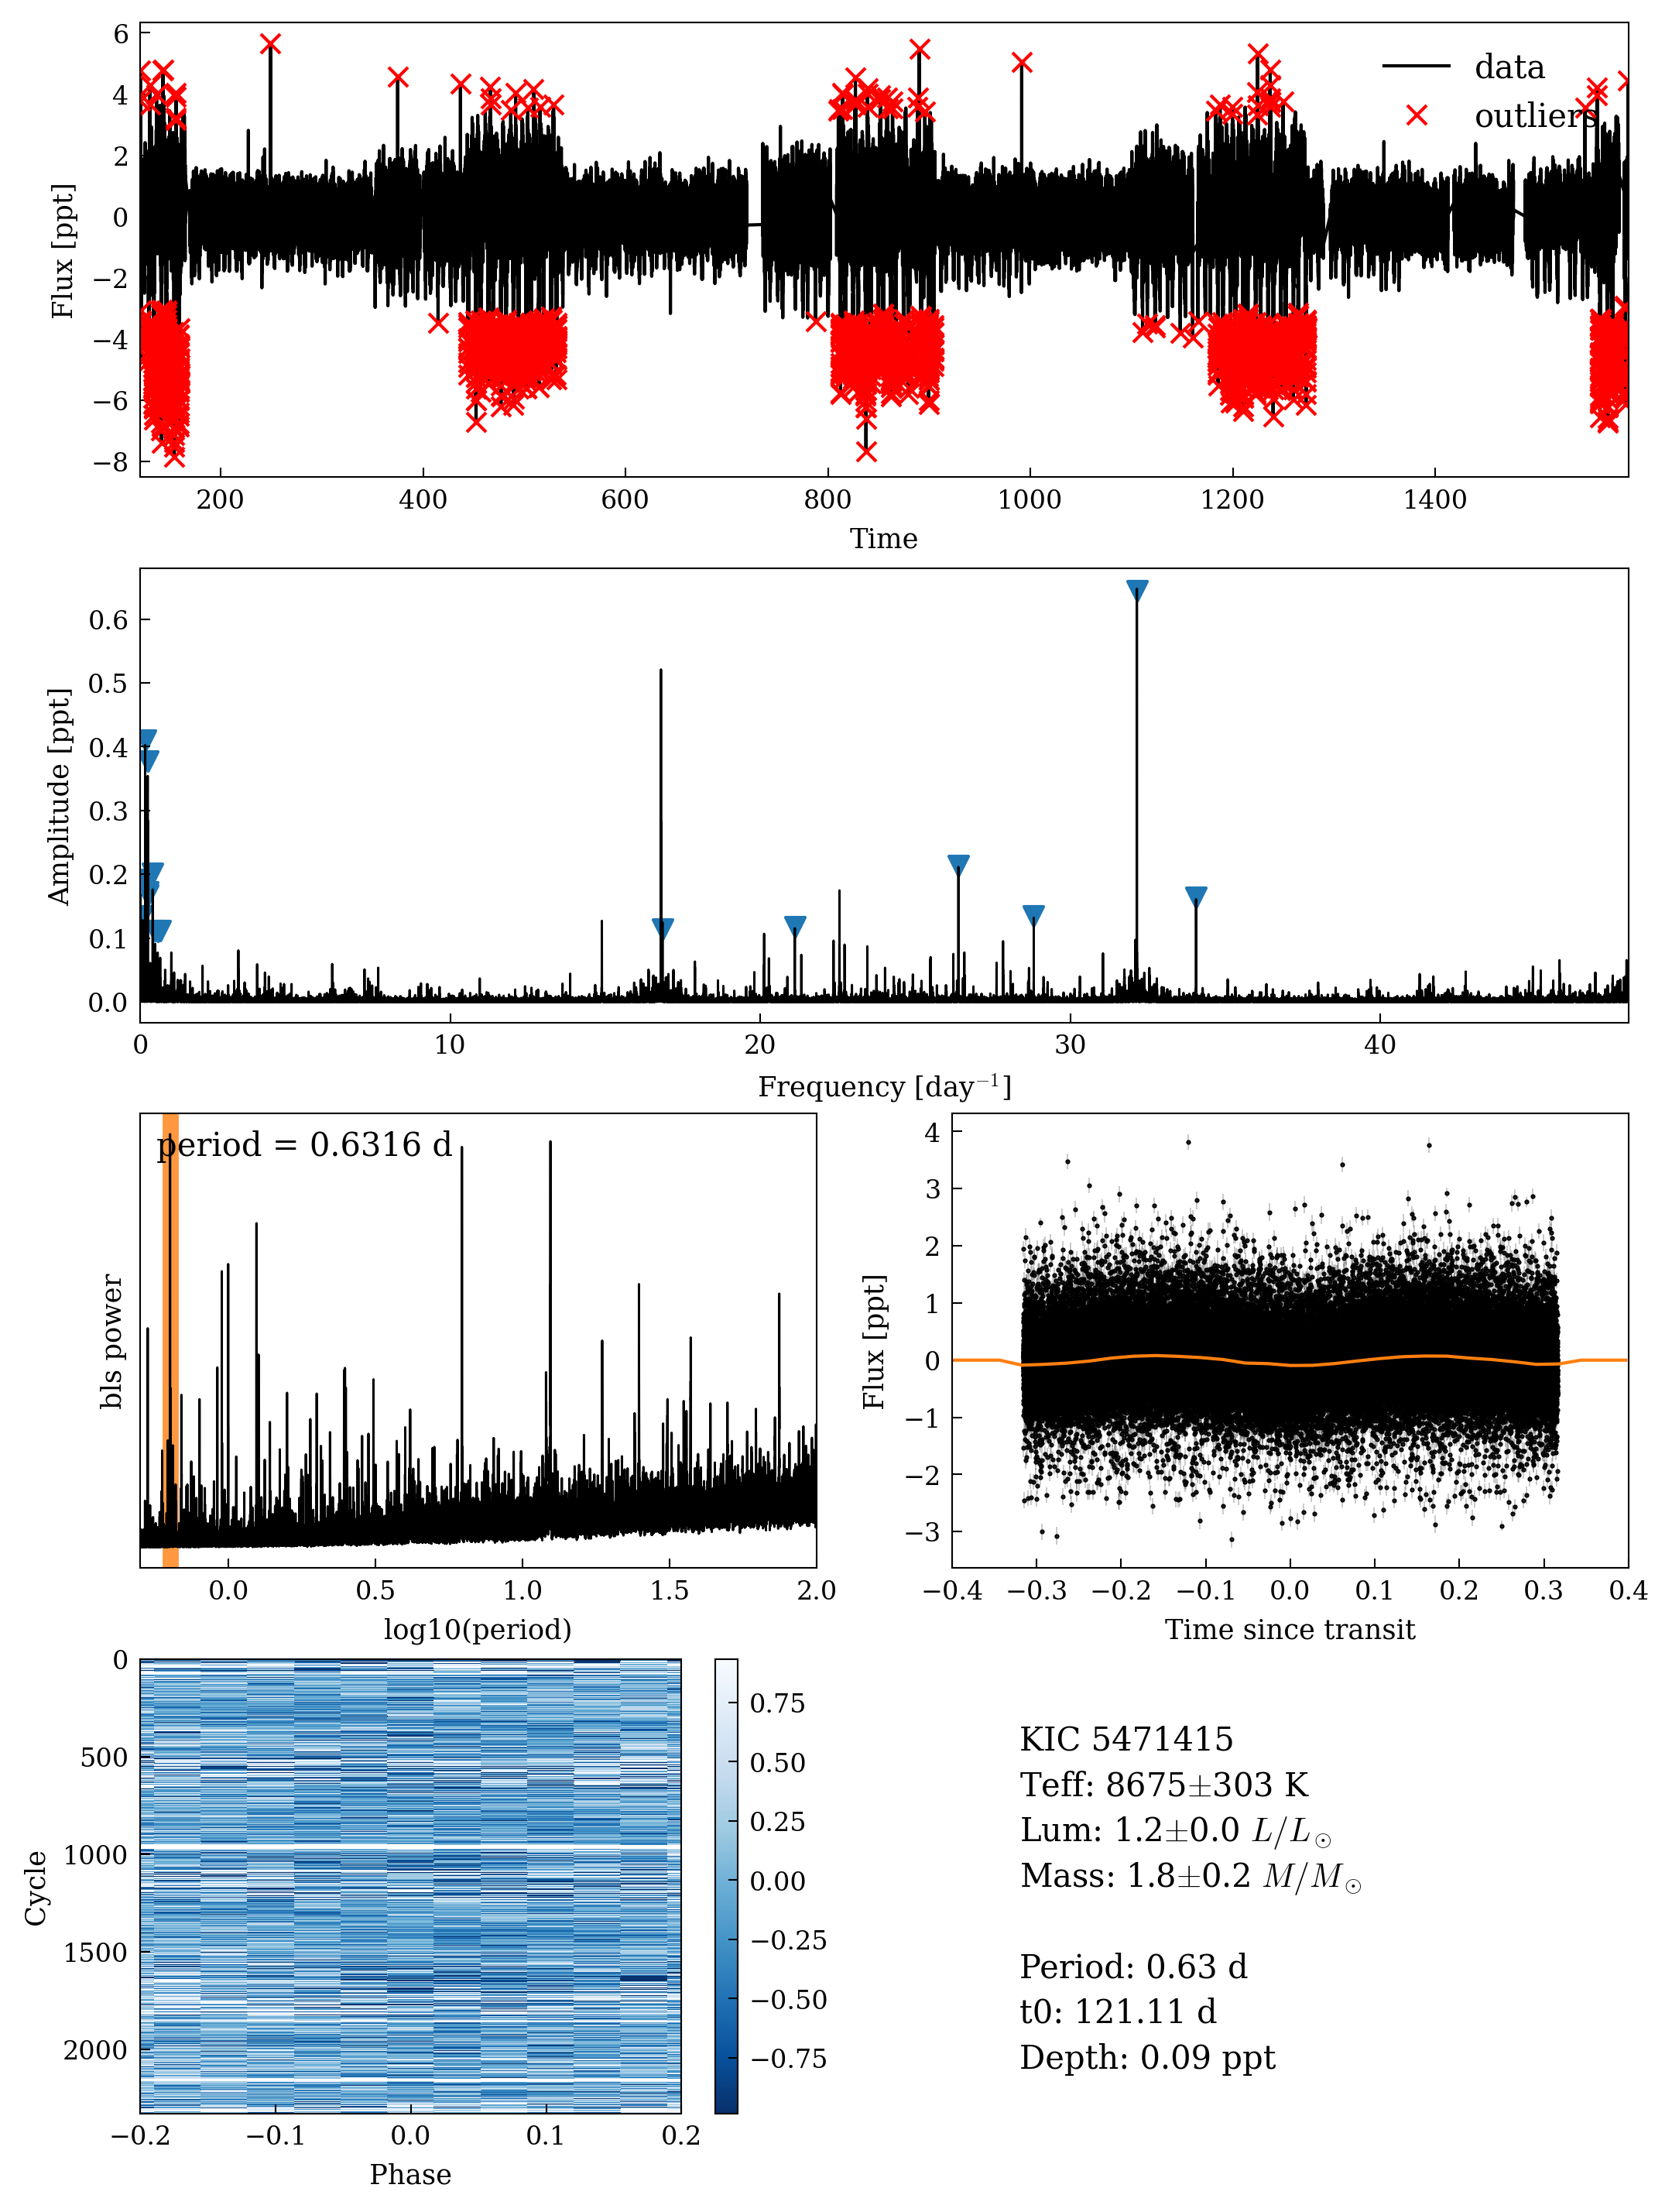 6
4
2
0
−2
−4
−6
−8
Flux [ppt]
data
outliers
200 400 600 800 1000 1200 1400
Time
0.6
0.5
0.4
0.3
0.2
0.1
0.0
Amplitude [ppt]
0 10 20 30 40
Frequency [day⁻¹]
period = 0.6316 d
bls power
0.0 0.5 1.0 1.5 2.0
log10(period)
4
3
2
1
0
−1
−2
−3
Flux [ppt]
−0.4 −0.3 −0.2 −0.1 0.0 0.1 0.2 0.3 0.4
Time since transit
0
500
1000
1500
2000
Cycle
−0.2 −0.1 0.0 0.1 0.2
Phase
0.75
0.50
0.25
0.00
−0.25
−0.50
−0.75
KIC 5471415
Teff: 8675±303 K
Lum: 1.2±0.0 L/L☉
Mass: 1.8±0.2 M/M☉
Period: 0.63 d
t0: 121.11 d
Depth: 0.09 ppt